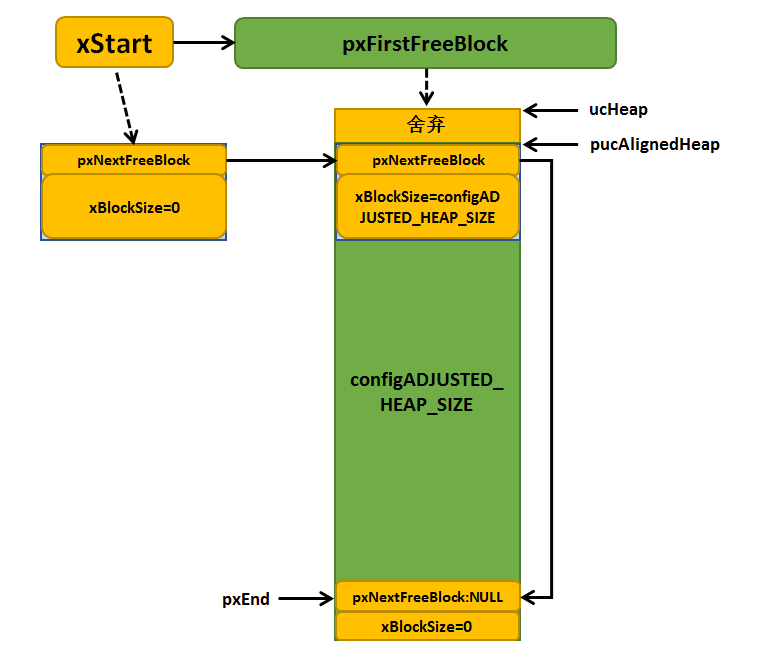 xStart
pxFirstFreeBlock
ucHeap
舍弃
pucAlignedHeap
pxNextFreeBlock
pxNextFreeBlock
xBlockSize=0
xBlockSize=configAD
JUSTED_HEAP_SIZE
configADJUSTED_
HEAP_SIZE
pxEnd
pxNextFreeBlock:NULL
xBlockSize=0